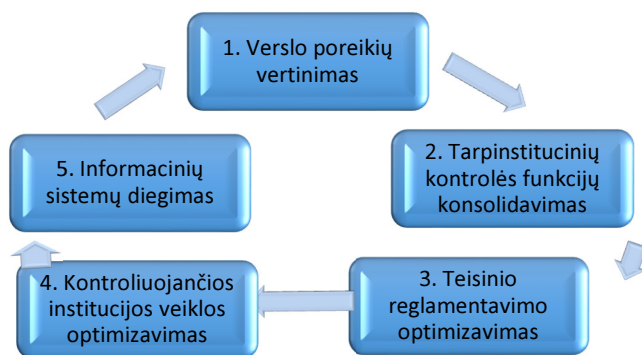 1. Verslo poreikių
vertinimas
2. Tarpinstitucinių
kontrolės funkcijų
konsolidavimas
3. Teisinio
reglamentavimo
optimizavimas
4. Kontroliuojančios
institucijos veiklos
optimizavimas
5. Informacinių
sistemų diegimas